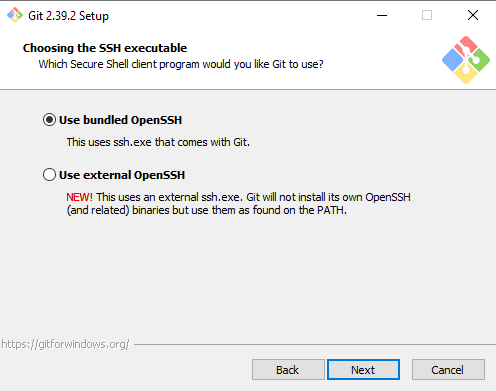 Git 2.39.2 Setup
Choosing the SSH executable
Which Secure Shell client program would you like Git to use?
Use bundled OpenSSH
This uses ssh.exe that comes with Git.
Use external OpenSSH
NEW! This uses an external ssh.exe. Git will not install its own OpenSSH
(and related) binaries but use them as found on the PATH.
https://gitforwindows.org/
Back
Next
Cancel